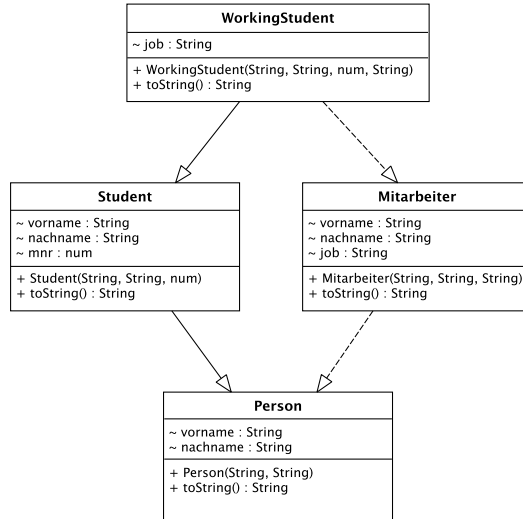 WorkingStudent
~ job : String
+ WorkingStudent(String, String, num, String)
+ toString() : String
Student
~ vorname : String
~ nachname : String
~ mnr : num
+ Student(String, String, num)
+ toString() : String
Mitarbeiter
~ vorname : String
~ nachname : String
~ job : String
+ Mitarbeiter(String, String, String)
+ toString() : String
Person
~ vorname : String
~ nachname : String
+ Person(String, String)
+ toString() : String